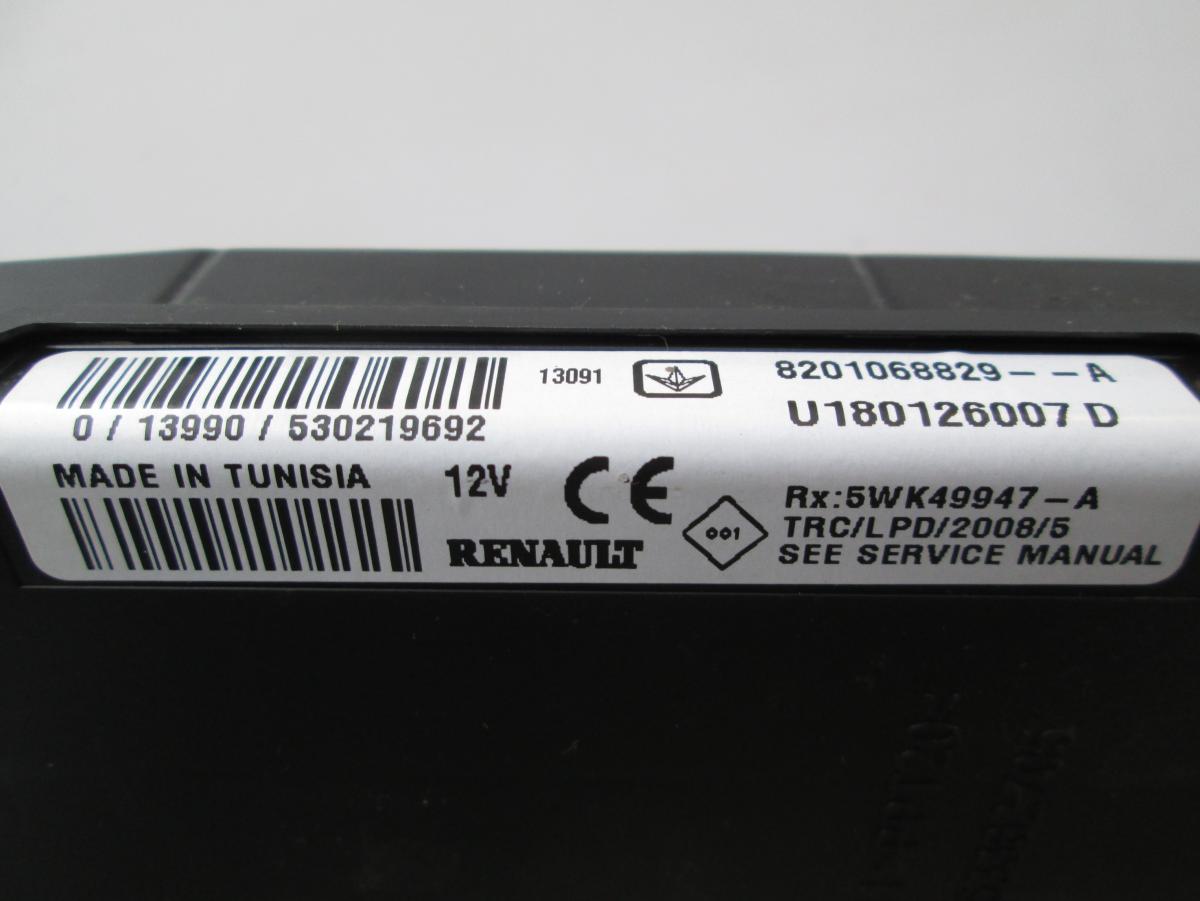 13091
8201068829--A
0 / 13990 / 530219692
U180126007 D
MADE IN TUNISIA
12V
CE
Rx:5WK49947-A
001
TRC/LPD/2008/5
RENAULT
SEE SERVICE MANUAL